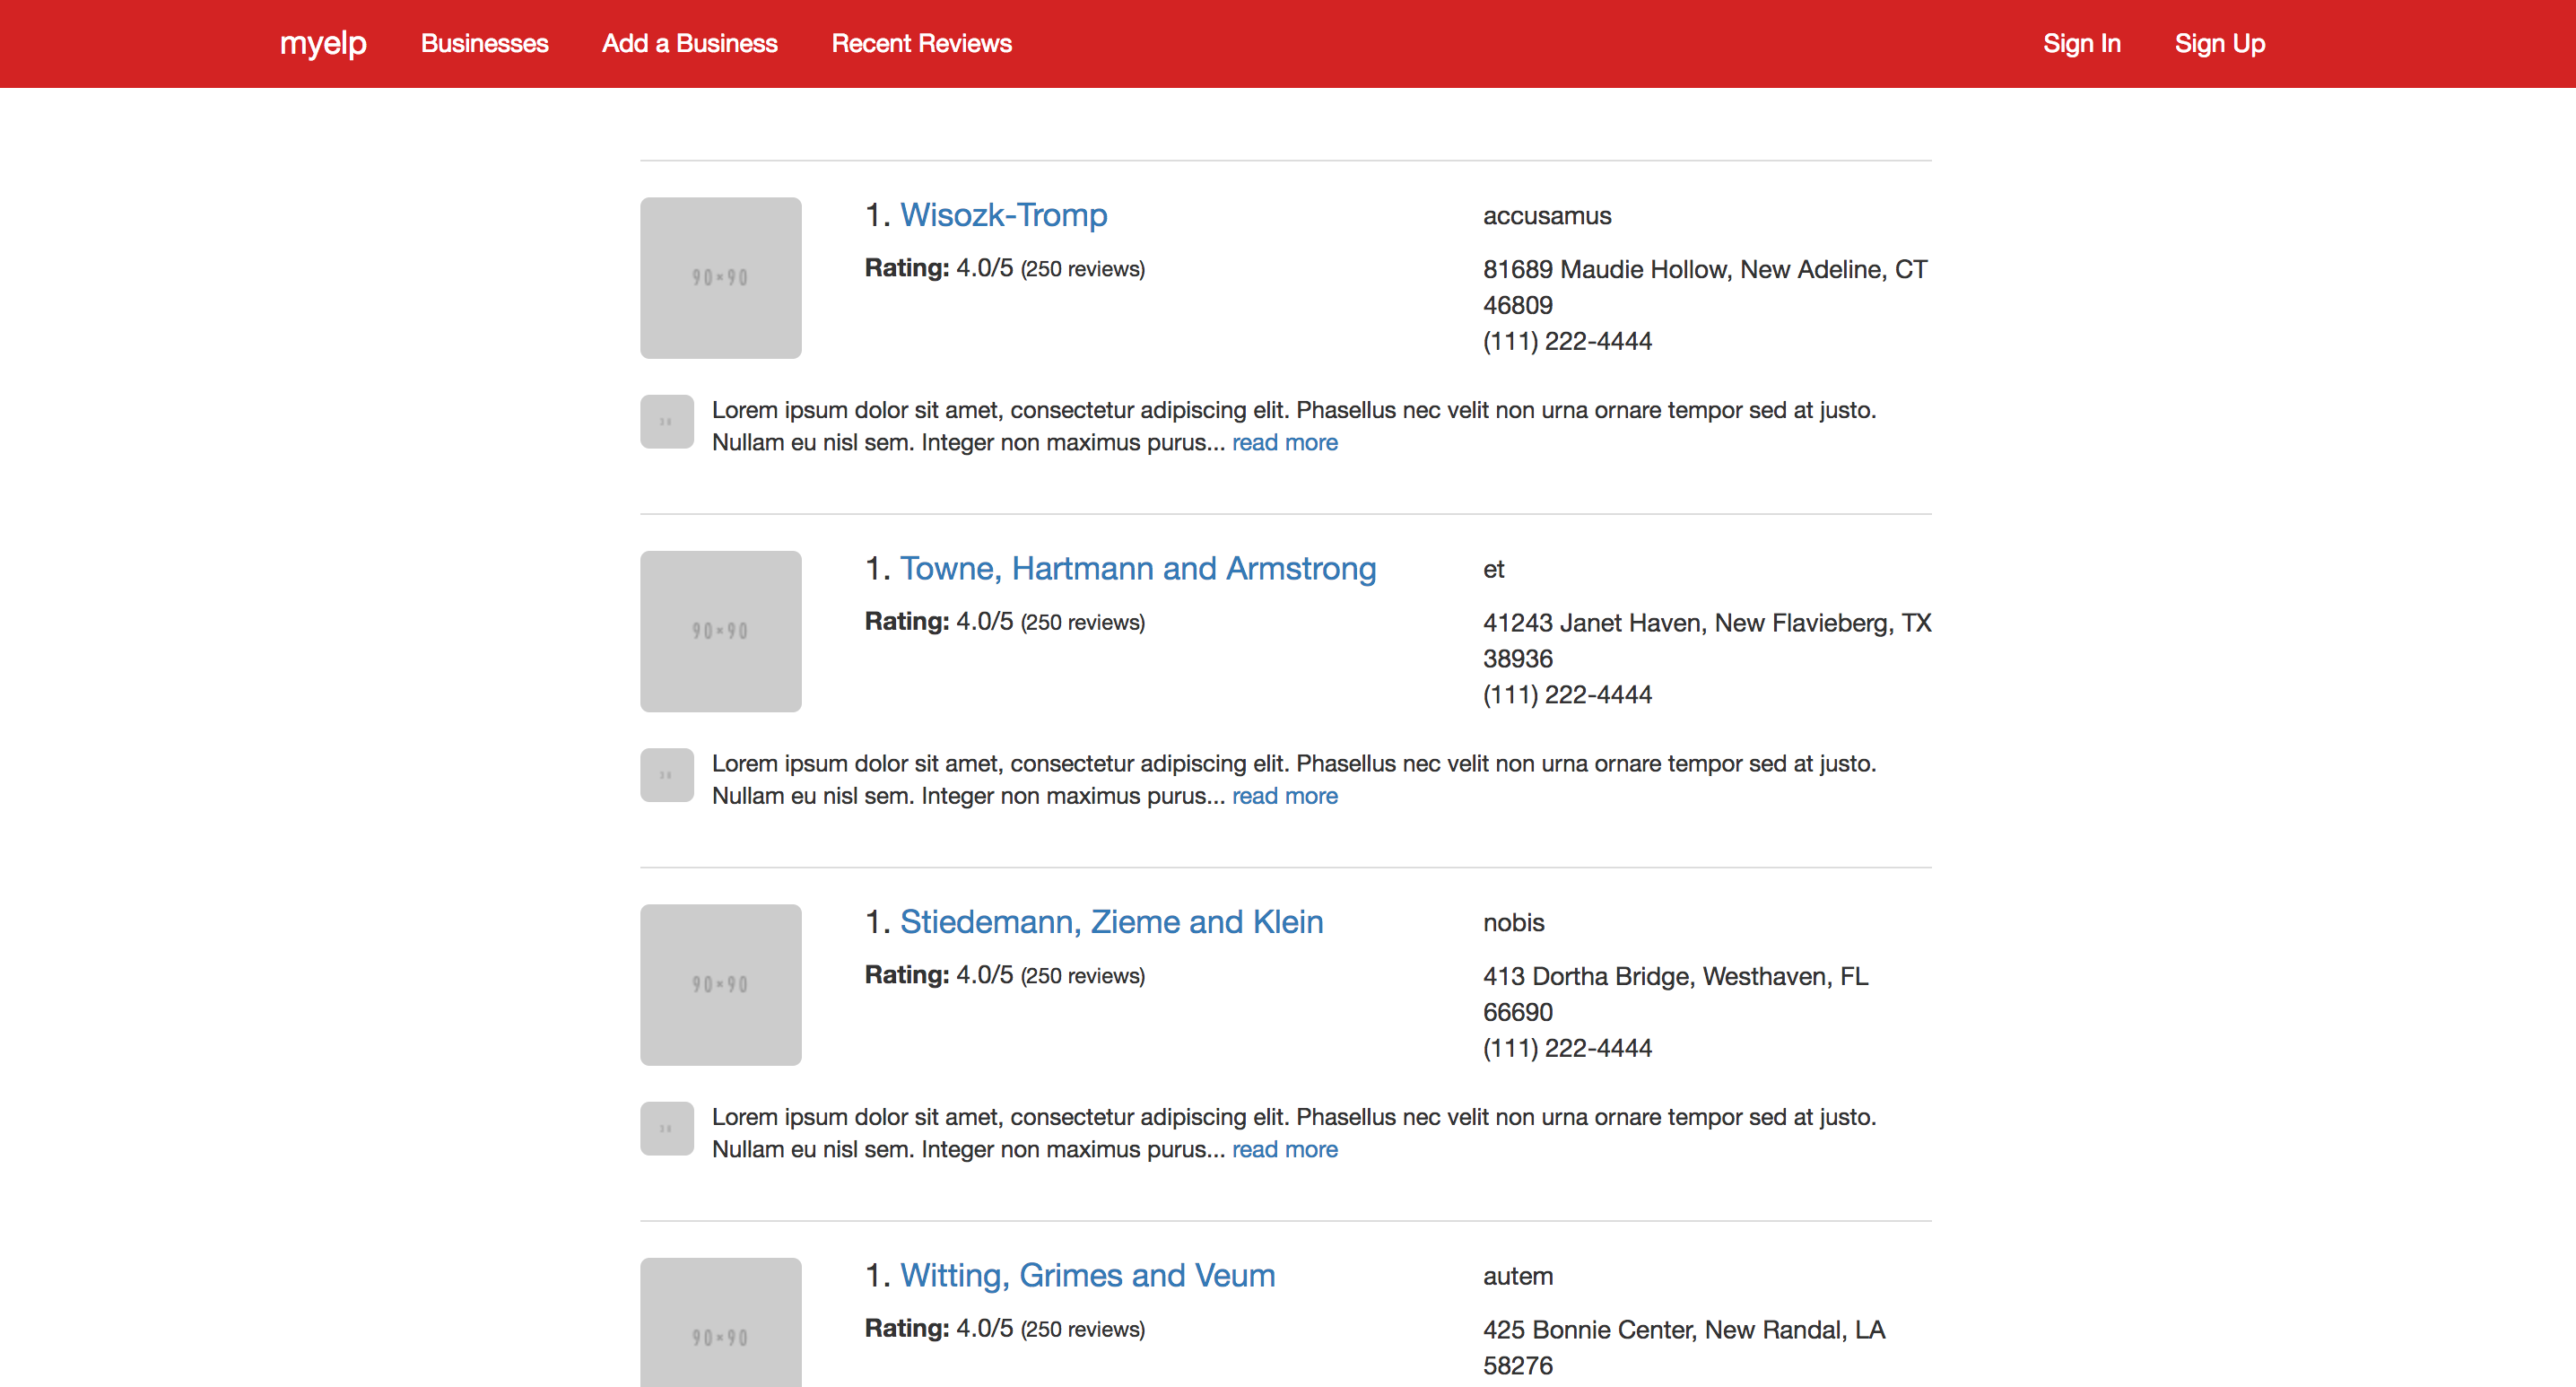 myelp Businesses Add a Business Recent Reviews Sign In Sign Up
90×90
1. Wisozk-Tromp
Rating: 4.0/5 (250 reviews)
accusamus
81689 Maudie Hollow, New Adeline, CT
46809
(111) 222-4444
Lorem ipsum dolor sit amet, consectetur adipiscing elit. Phasellus nec velit non urna ornare tempor sed at justo.
Nullam eu nisl sem. Integer non maximus purus... read more
90×90
1. Towne, Hartmann and Armstrong
Rating: 4.0/5 (250 reviews)
et
41243 Janet Haven, New Flavieberg, TX
38936
(111) 222-4444
Lorem ipsum dolor sit amet, consectetur adipiscing elit. Phasellus nec velit non urna ornare tempor sed at justo.
Nullam eu nisl sem. Integer non maximus purus... read more
90×90
1. Stiedemann, Zieme and Klein
Rating: 4.0/5 (250 reviews)
nobis
413 Dortha Bridge, Westhaven, FL
66690
(111) 222-4444
Lorem ipsum dolor sit amet, consectetur adipiscing elit. Phasellus nec velit non urna ornare tempor sed at justo.
Nullam eu nisl sem. Integer non maximus purus... read more
90×90
1. Witting, Grimes and Veum
Rating: 4.0/5 (250 reviews)
autem
425 Bonnie Center, New Randal, LA
58276